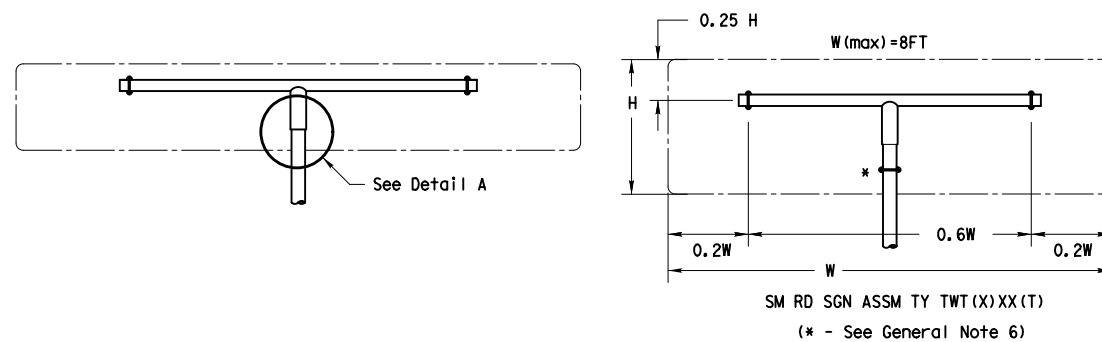 0.25 H
W(max)=8FT
H
See Detail A
*
0.2W
0.6W
0.2W
W
SM RD SGN ASSM TY TWT(X)XX(T)
(* - See General Note 6)